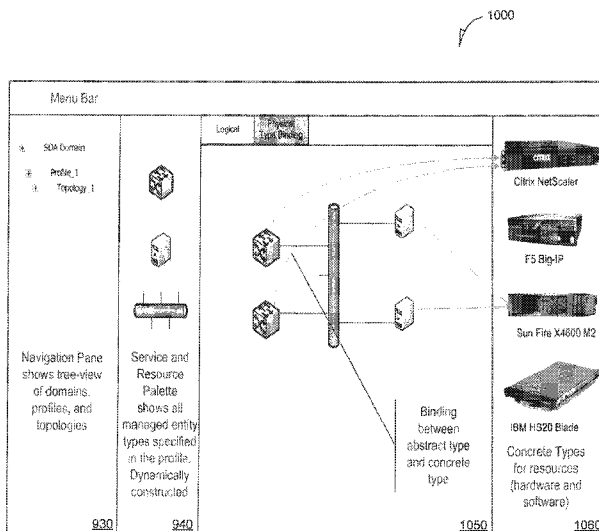 1000
Menu Bar
SOA Domain
Profile_1
Topology_1
Logical
Physical
Type Binding
Citrix NetScaler
F5 Big-IP
Sun Fire X4600 M2
IBM HS20 Blade
Navigation Pane
shows tree-view
of domains,
profiles, and
topologies
Service and
Resource
Palette
shows all
managed entity
types specified
in the profile.
Dynamically
constructed
Binding
between
abstract type
and concrete
type
Concrete Types
for resources
(hardware and
software)
930
940
1050
1060